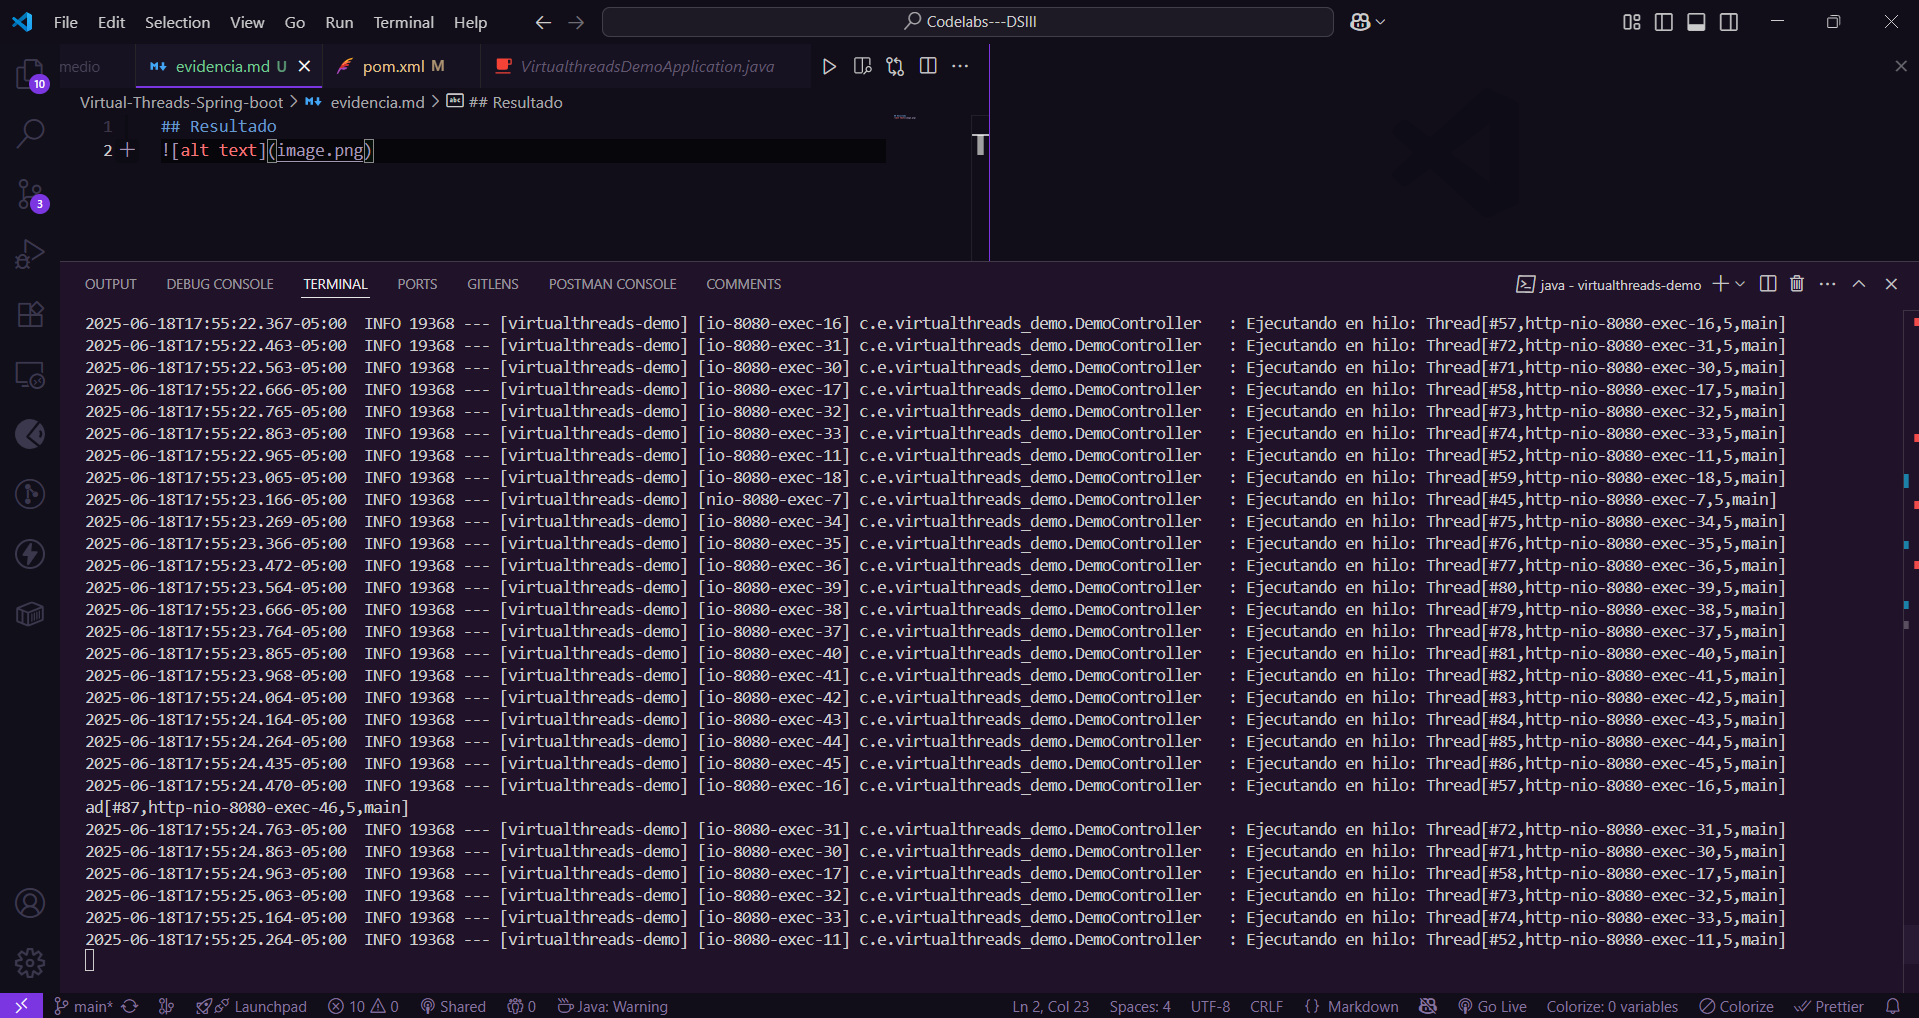 File Edit Selection View Go Run Terminal Help
Codelabs---DSIII
medio
evidencia.md U
pom.xml M
VirtualthreadsDemoApplication.java
10
Virtual-Threads-Spring-boot > evidencia.md > ## Resultado
1 ## Resultado
2 ![alt text](image.png)
3
OUTPUT DEBUG CONSOLE TERMINAL PORTS GITLENS POSTMAN CONSOLE COMMENTS
java - virtualthreads-demo
2025-06-18T17:55:22.367-05:00  INFO 19368 --- [virtualthreads-demo] [io-8080-exec-16] c.e.virtualthreads_demo.DemoController   : Ejecutando en hilo: Thread[#57,http-nio-8080-exec-16,5,main]
2025-06-18T17:55:22.463-05:00  INFO 19368 --- [virtualthreads-demo] [io-8080-exec-31] c.e.virtualthreads_demo.DemoController   : Ejecutando en hilo: Thread[#72,http-nio-8080-exec-31,5,main]
2025-06-18T17:55:22.563-05:00  INFO 19368 --- [virtualthreads-demo] [io-8080-exec-30] c.e.virtualthreads_demo.DemoController   : Ejecutando en hilo: Thread[#71,http-nio-8080-exec-30,5,main]
2025-06-18T17:55:22.666-05:00  INFO 19368 --- [virtualthreads-demo] [io-8080-exec-17] c.e.virtualthreads_demo.DemoController   : Ejecutando en hilo: Thread[#58,http-nio-8080-exec-17,5,main]
2025-06-18T17:55:22.765-05:00  INFO 19368 --- [virtualthreads-demo] [io-8080-exec-32] c.e.virtualthreads_demo.DemoController   : Ejecutando en hilo: Thread[#73,http-nio-8080-exec-32,5,main]
2025-06-18T17:55:22.863-05:00  INFO 19368 --- [virtualthreads-demo] [io-8080-exec-33] c.e.virtualthreads_demo.DemoController   : Ejecutando en hilo: Thread[#74,http-nio-8080-exec-33,5,main]
2025-06-18T17:55:22.965-05:00  INFO 19368 --- [virtualthreads-demo] [io-8080-exec-11] c.e.virtualthreads_demo.DemoController   : Ejecutando en hilo: Thread[#52,http-nio-8080-exec-11,5,main]
2025-06-18T17:55:23.065-05:00  INFO 19368 --- [virtualthreads-demo] [io-8080-exec-18] c.e.virtualthreads_demo.DemoController   : Ejecutando en hilo: Thread[#59,http-nio-8080-exec-18,5,main]
2025-06-18T17:55:23.166-05:00  INFO 19368 --- [virtualthreads-demo] [nio-8080-exec-7] c.e.virtualthreads_demo.DemoController   : Ejecutando en hilo: Thread[#45,http-nio-8080-exec-7,5,main]
2025-06-18T17:55:23.269-05:00  INFO 19368 --- [virtualthreads-demo] [io-8080-exec-34] c.e.virtualthreads_demo.DemoController   : Ejecutando en hilo: Thread[#75,http-nio-8080-exec-34,5,main]
2025-06-18T17:55:23.366-05:00  INFO 19368 --- [virtualthreads-demo] [io-8080-exec-35] c.e.virtualthreads_demo.DemoController   : Ejecutando en hilo: Thread[#76,http-nio-8080-exec-35,5,main]
2025-06-18T17:55:23.472-05:00  INFO 19368 --- [virtualthreads-demo] [io-8080-exec-36] c.e.virtualthreads_demo.DemoController   : Ejecutando en hilo: Thread[#77,http-nio-8080-exec-36,5,main]
2025-06-18T17:55:23.564-05:00  INFO 19368 --- [virtualthreads-demo] [io-8080-exec-39] c.e.virtualthreads_demo.DemoController   : Ejecutando en hilo: Thread[#80,http-nio-8080-exec-39,5,main]
2025-06-18T17:55:23.666-05:00  INFO 19368 --- [virtualthreads-demo] [io-8080-exec-38] c.e.virtualthreads_demo.DemoController   : Ejecutando en hilo: Thread[#79,http-nio-8080-exec-38,5,main]
2025-06-18T17:55:23.764-05:00  INFO 19368 --- [virtualthreads-demo] [io-8080-exec-37] c.e.virtualthreads_demo.DemoController   : Ejecutando en hilo: Thread[#78,http-nio-8080-exec-37,5,main]
2025-06-18T17:55:23.865-05:00  INFO 19368 --- [virtualthreads-demo] [io-8080-exec-40] c.e.virtualthreads_demo.DemoController   : Ejecutando en hilo: Thread[#81,http-nio-8080-exec-40,5,main]
2025-06-18T17:55:23.968-05:00  INFO 19368 --- [virtualthreads-demo] [io-8080-exec-41] c.e.virtualthreads_demo.DemoController   : Ejecutando en hilo: Thread[#82,http-nio-8080-exec-41,5,main]
2025-06-18T17:55:24.064-05:00  INFO 19368 --- [virtualthreads-demo] [io-8080-exec-42] c.e.virtualthreads_demo.DemoController   : Ejecutando en hilo: Thread[#83,http-nio-8080-exec-42,5,main]
2025-06-18T17:55:24.164-05:00  INFO 19368 --- [virtualthreads-demo] [io-8080-exec-43] c.e.virtualthreads_demo.DemoController   : Ejecutando en hilo: Thread[#84,http-nio-8080-exec-43,5,main]
2025-06-18T17:55:24.264-05:00  INFO 19368 --- [virtualthreads-demo] [io-8080-exec-44] c.e.virtualthreads_demo.DemoController   : Ejecutando en hilo: Thread[#85,http-nio-8080-exec-44,5,main]
2025-06-18T17:55:24.435-05:00  INFO 19368 --- [virtualthreads-demo] [io-8080-exec-45] c.e.virtualthreads_demo.DemoController   : Ejecutando en hilo: Thread[#86,http-nio-8080-exec-45,5,main]
2025-06-18T17:55:24.470-05:00  INFO 19368 --- [virtualthreads-demo] [io-8080-exec-16] c.e.virtualthreads_demo.DemoController   : Ejecutando en hilo: Thread[#57,http-nio-8080-exec-16,5,main]
ad[#87,http-nio-8080-exec-46,5,main]
2025-06-18T17:55:24.763-05:00  INFO 19368 --- [virtualthreads-demo] [io-8080-exec-31] c.e.virtualthreads_demo.DemoController   : Ejecutando en hilo: Thread[#72,http-nio-8080-exec-31,5,main]
2025-06-18T17:55:24.863-05:00  INFO 19368 --- [virtualthreads-demo] [io-8080-exec-30] c.e.virtualthreads_demo.DemoController   : Ejecutando en hilo: Thread[#71,http-nio-8080-exec-30,5,main]
2025-06-18T17:55:24.963-05:00  INFO 19368 --- [virtualthreads-demo] [io-8080-exec-17] c.e.virtualthreads_demo.DemoController   : Ejecutando en hilo: Thread[#58,http-nio-8080-exec-17,5,main]
2025-06-18T17:55:25.063-05:00  INFO 19368 --- [virtualthreads-demo] [io-8080-exec-32] c.e.virtualthreads_demo.DemoController   : Ejecutando en hilo: Thread[#73,http-nio-8080-exec-32,5,main]
2025-06-18T17:55:25.164-05:00  INFO 19368 --- [virtualthreads-demo] [io-8080-exec-33] c.e.virtualthreads_demo.DemoController   : Ejecutando en hilo: Thread[#74,http-nio-8080-exec-33,5,main]
2025-06-18T17:55:25.264-05:00  INFO 19368 --- [virtualthreads-demo] [io-8080-exec-11] c.e.virtualthreads_demo.DemoController   : Ejecutando en hilo: Thread[#52,http-nio-8080-exec-11,5,main]
main* Launchpad 10 0 Shared 0 Java: Warning Ln 2, Col 23 Spaces: 4 UTF-8 CRLF {} Markdown Go Live Colorize: 0 variables Colorize Prettier